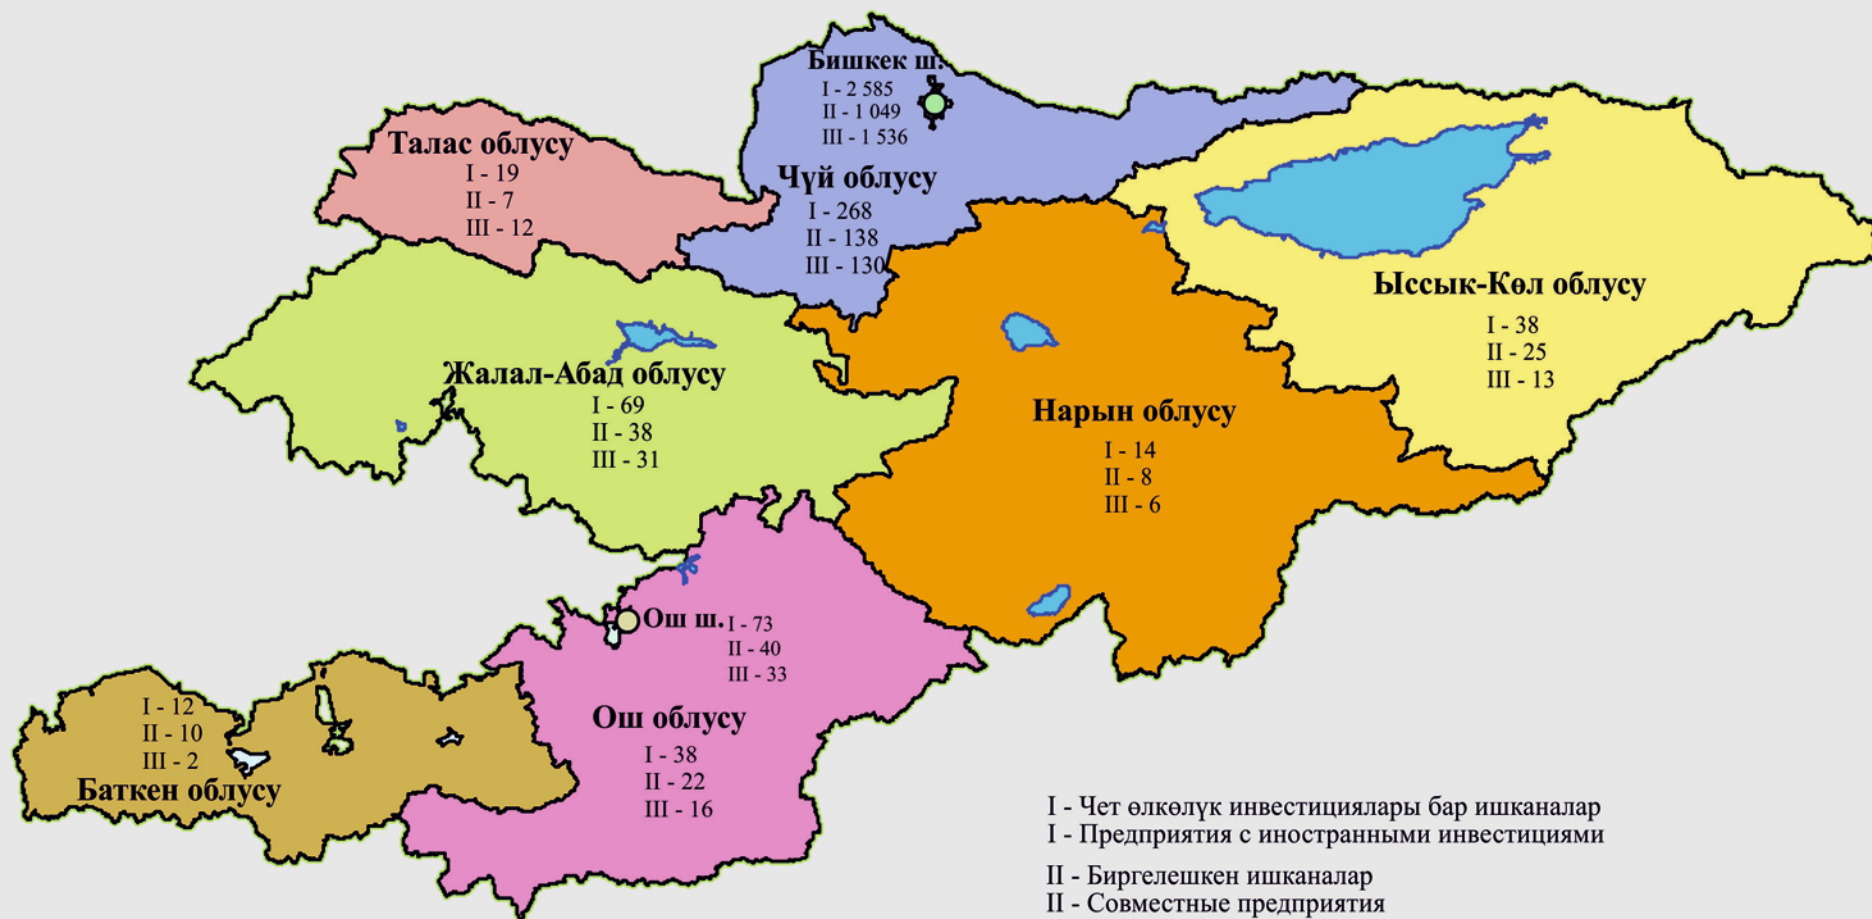 Бишкек ш.
I - 2 585
II - 1 049
III - 1 536
Талас облусу
I - 19
II - 7
III - 12
Чүй облусу
I - 268
II - 138
III - 130
Ыссык-Көл облусу
I - 38
II - 25
III - 13
Жалал-Абад облусу
I - 69
II - 38
III - 31
Нарын облусу
I - 14
II - 8
III - 6
Ош ш.
I - 73
II - 40
III - 33
Ош облусу
I - 38
II - 22
III - 16
I - 12
II - 10
III - 2
Баткен облусу
I - Чет өлкөлүк инвестициялары бар ишканалар
I - Предприятия с иностранными инвестициями
II - Биргелешкен ишканалар
II - Совместные предприятия